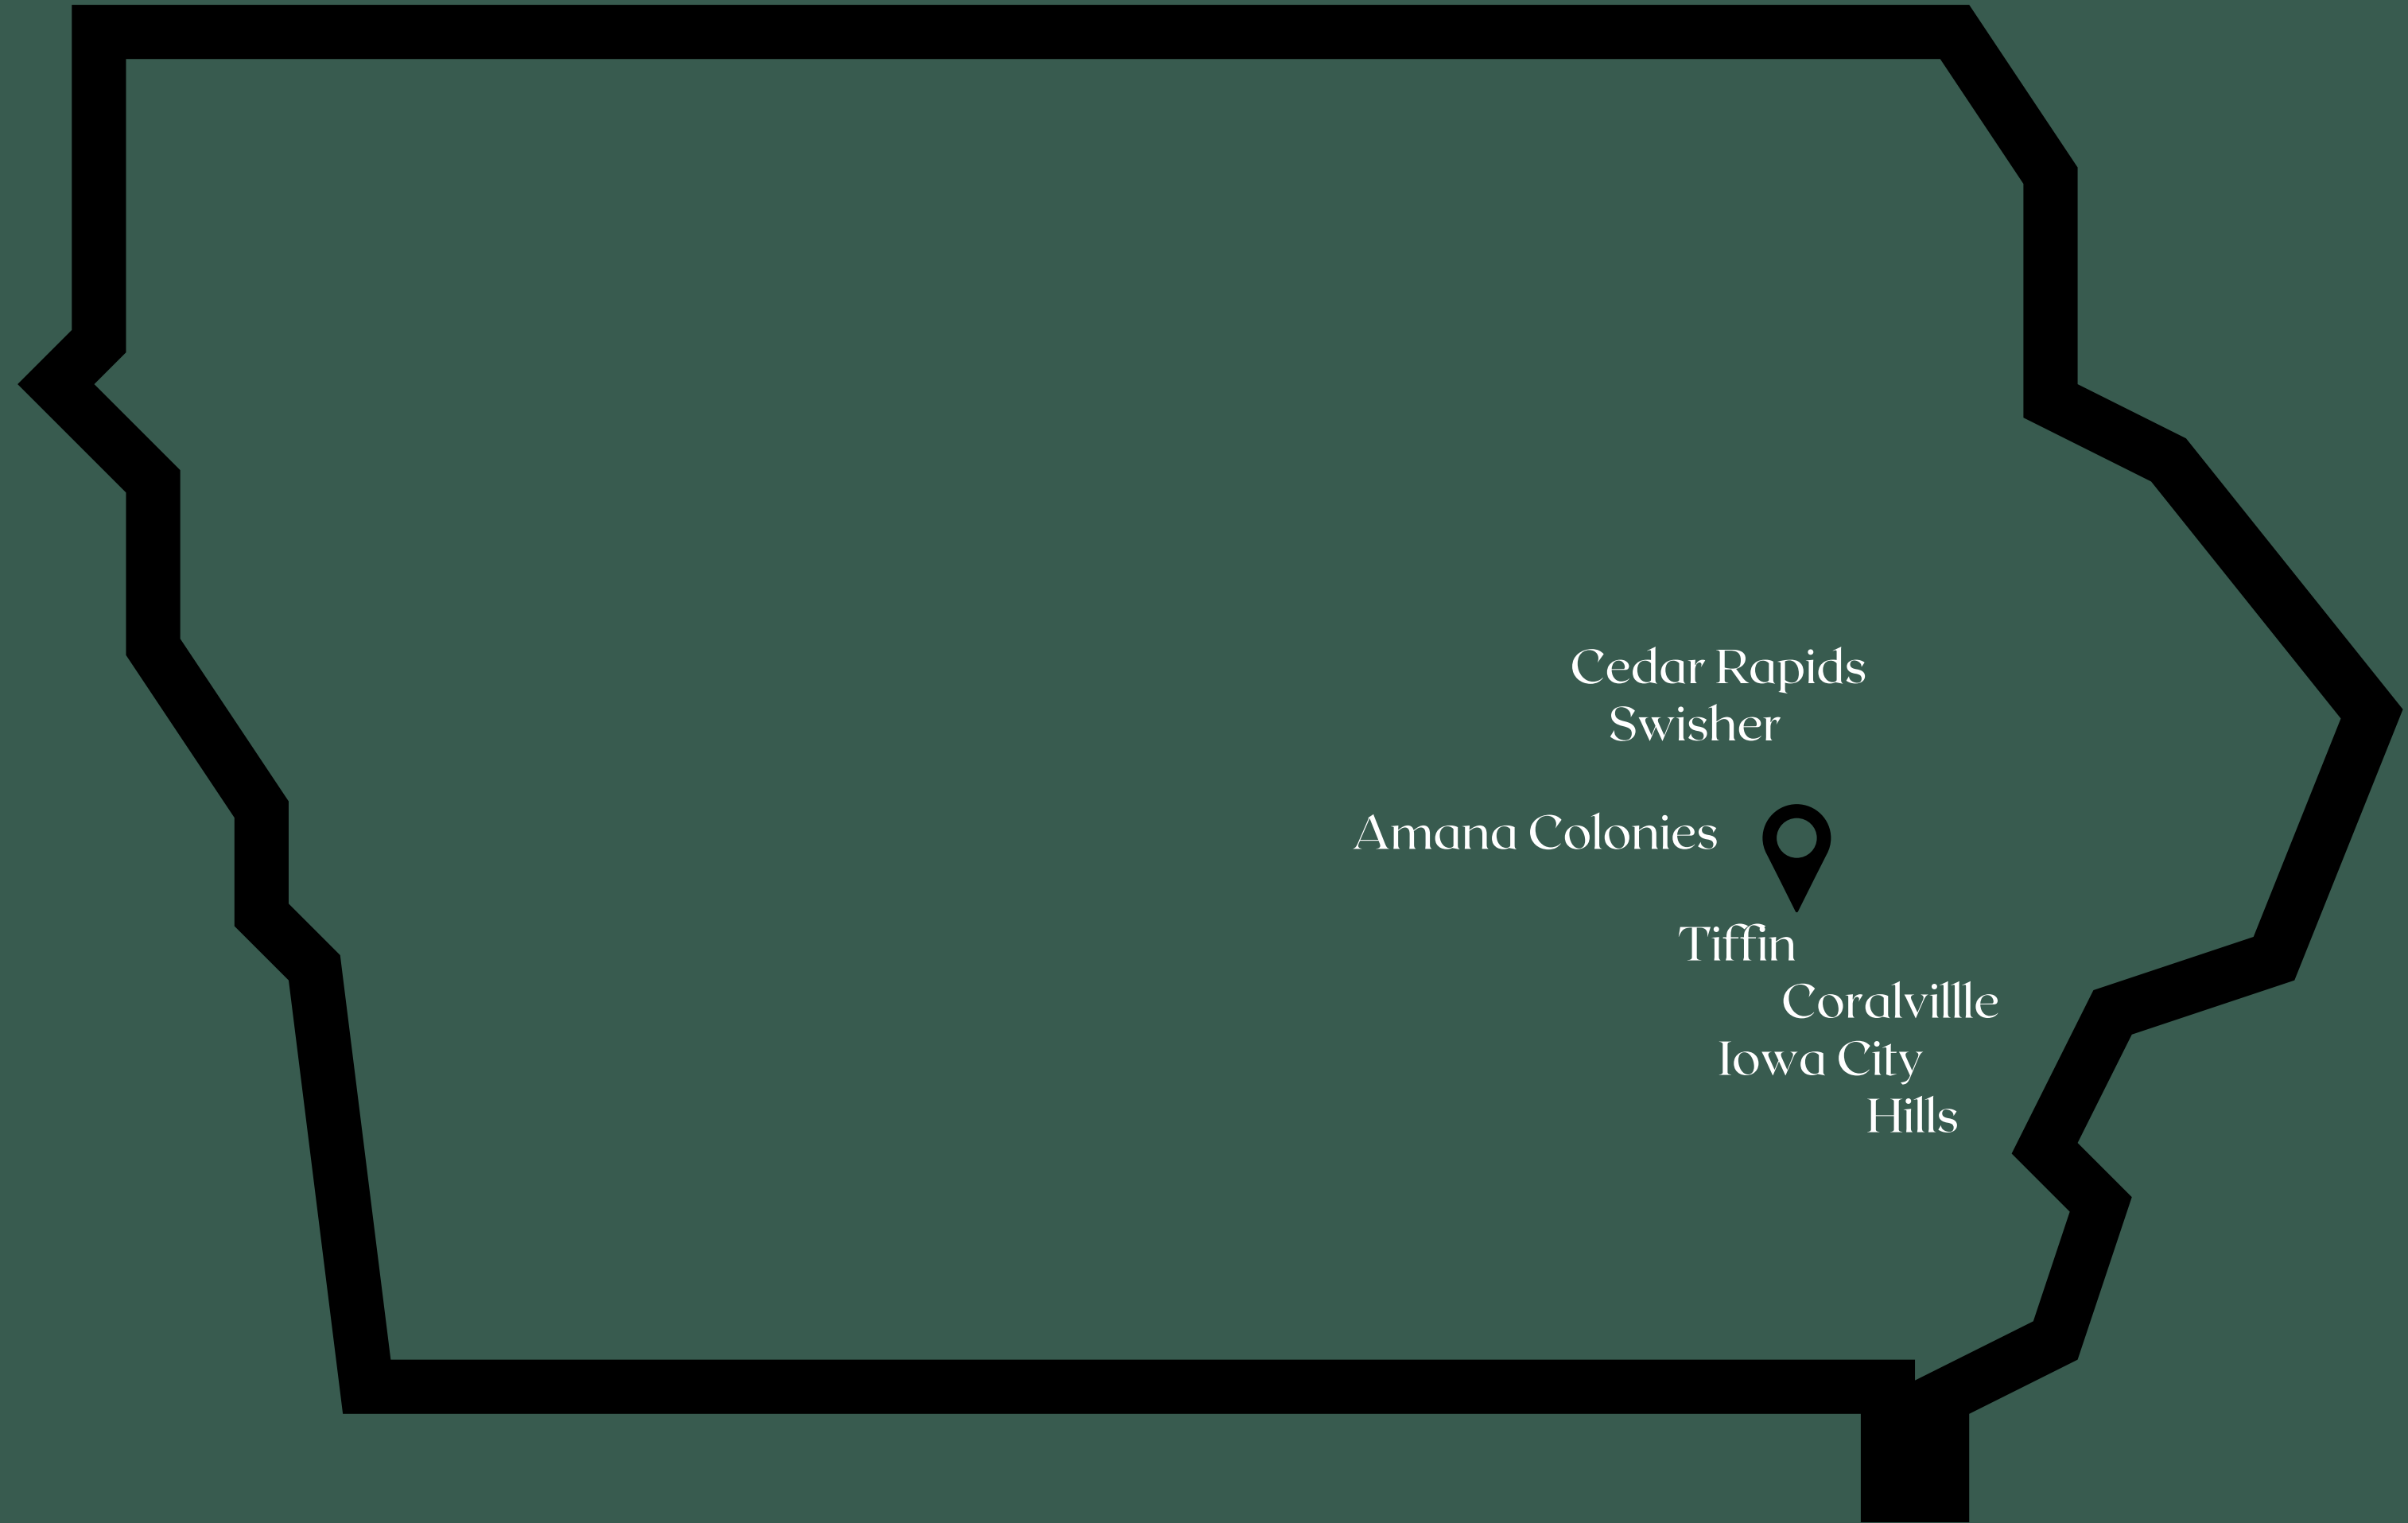 Cedar Rapids
Swisher
Amana Colonies
Tiffin
Coralvillle
Iowa City
Hills